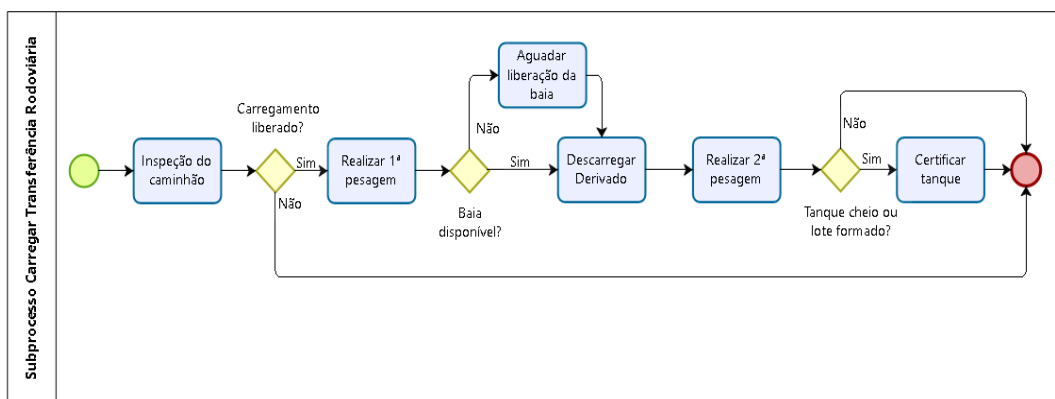 Subprocesso Carregar Transferência Rodoviária
Inspeção do
caminhão
Carregamento
liberado?
Sim
Não
Realizar 1ª
pesagem
Baia
disponível?
Não
Sim
Aguadar
liberação da
baia
Descarregar
Derivado
Realizar 2ª
pesagem
Tanque cheio ou
lote formado?
Não
Sim
Certificar
tanque